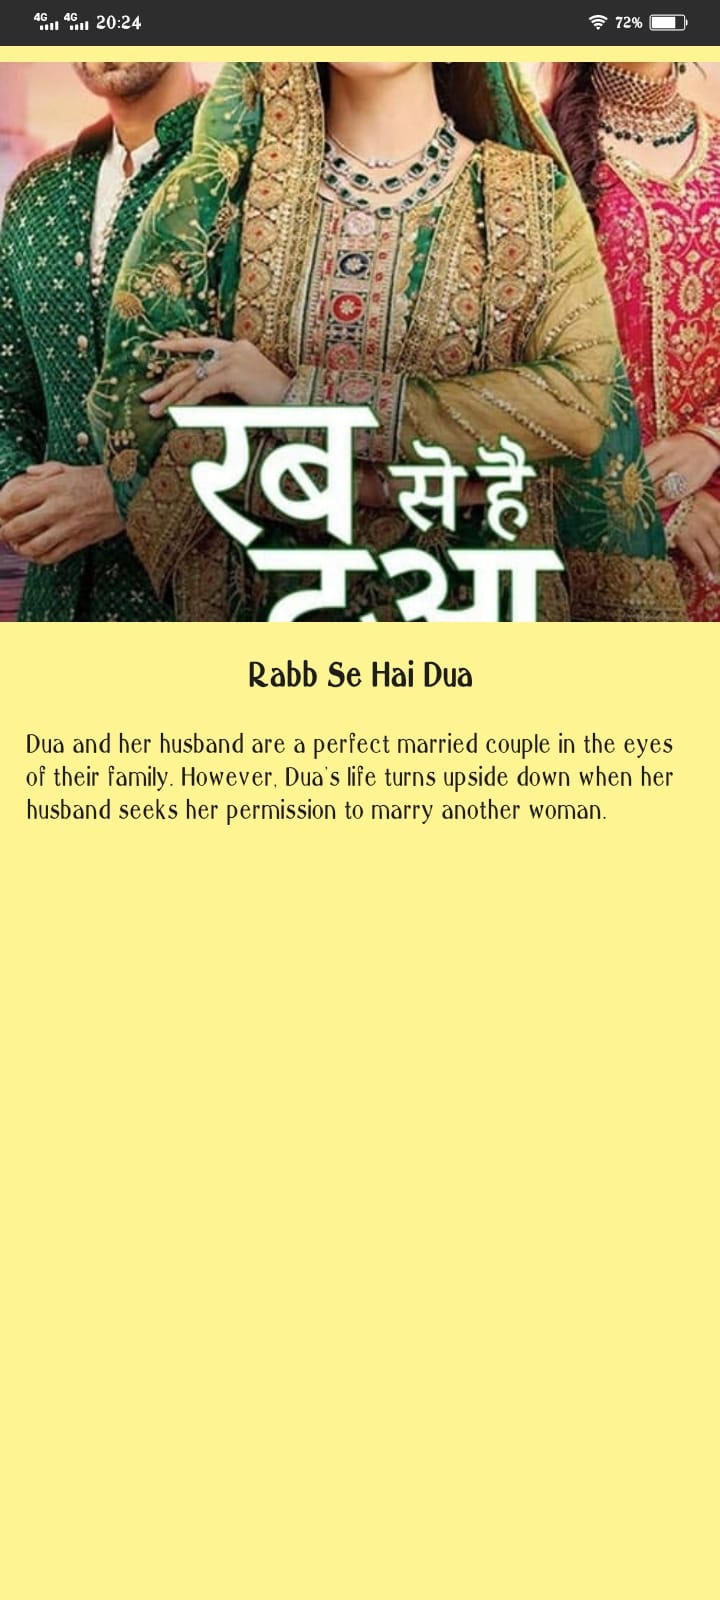 4G 4G 20:24 72%
रब से है
दुआ
Rabb Se Hai Dua
Dua and her husband are a perfect married couple in the eyes
of their family. However, Dua's life turns upside down when her
husband seeks her permission to marry another woman.